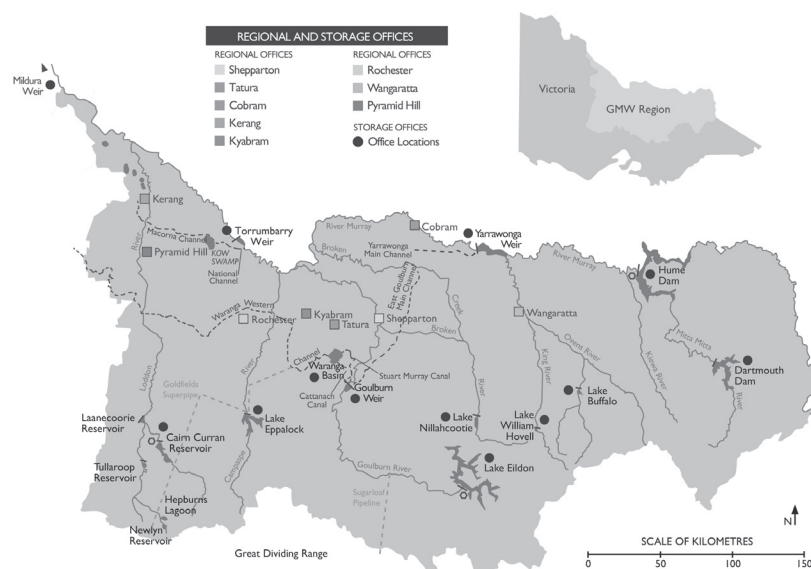 REGIONAL AND STORAGE OFFICES
REGIONAL OFFICES
Shepparton
Tatura
Cobram
Kerang
Kyabram
REGIONAL OFFICES
Rochester
Wangaratta
Pyramid Hill
STORAGE OFFICES
Office Locations
Victoria
GMW Region
Mildura
Weir
Kerang
River
Macorna Channel
Torrumbarry
Weir
Pyramid Hill
KOW
SWAMP
National
Channel
River Murray
Cobram
Yarrawonga
Weir
Broken
Yarrawonga
Main Channel
River Murray
Hume
Dam
East Goulburn
Main Channel
Creek
Waranga Western
Rochester
Kyabram
Tatura
Shepparton
Broken
Wangaratta
Ovent River
King River
Kiewa River
Mitta Mitta
River
Dartmouth
Dam
Channel
Waranga
Basin
Stuart Murray Canal
Cattanach
Canal
Goulburn
Weir
River
River
Loddon
Goldfields
Superpipe
Laanecoorie
Reservoir
Cairn Curran
Reservoir
Lake
Eppalock
Campaspe
Lake
Nillahcootie
Lake
William
Hovell
Lake
Buffalo
Tullaroop
Reservoir
Goulburn River
Lake Eildon
Sugarloaf
Pipeline
Hepburns
Lagoon
Newlyn
Reservoir
Great Dividing Range
N
SCALE OF KILOMETRES
0 50 100 150